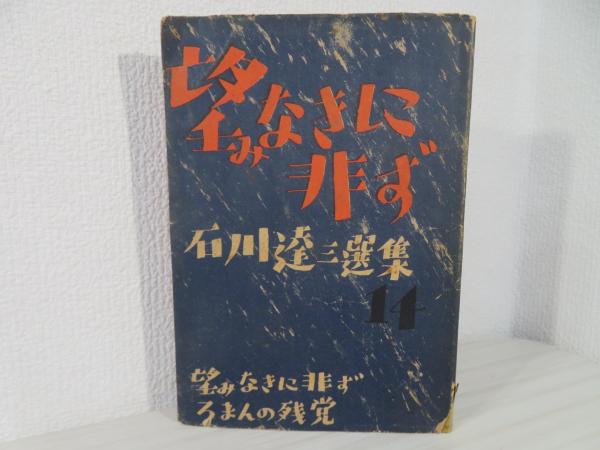 望みなきに
非ず
石川達三選集
14
望みなきに非ず
ろまんの残党